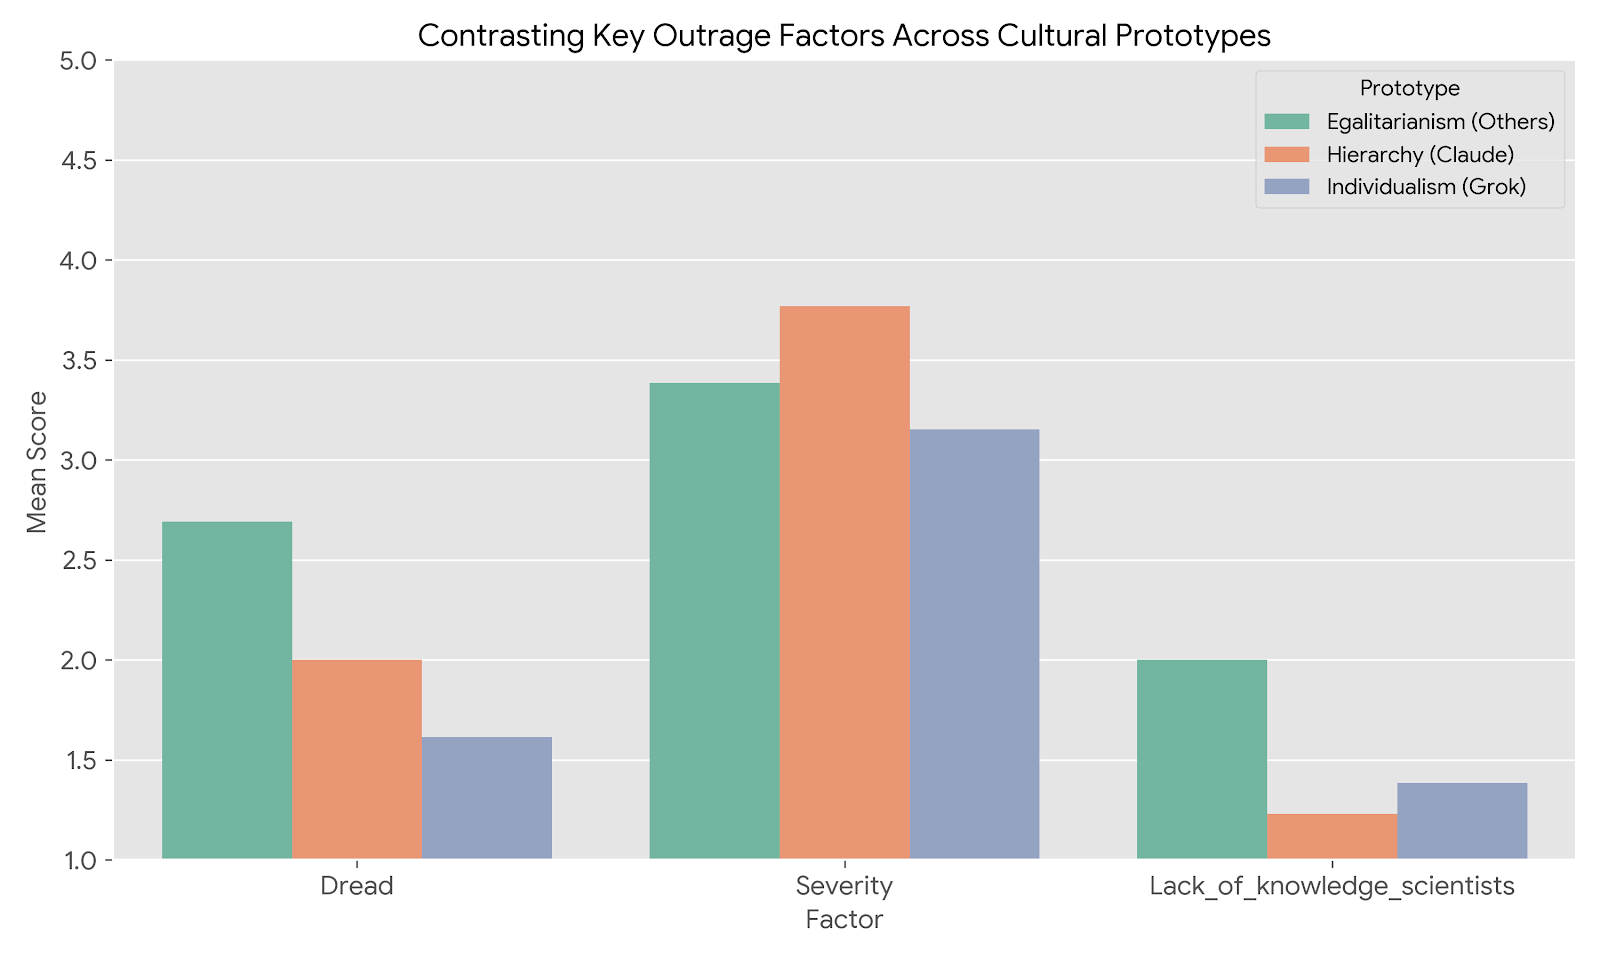 Contrasting Key Outrage Factors Across Cultural Prototypes
5.0
4.5
4.0
3.5
3.0
2.5
2.0
1.5
1.0
Mean Score
Prototype
Egalitarianism (Others)
Hierarchy (Claude)
Individualism (Grok)
Dread
Severity
Lack_of_knowledge_scientists
Factor